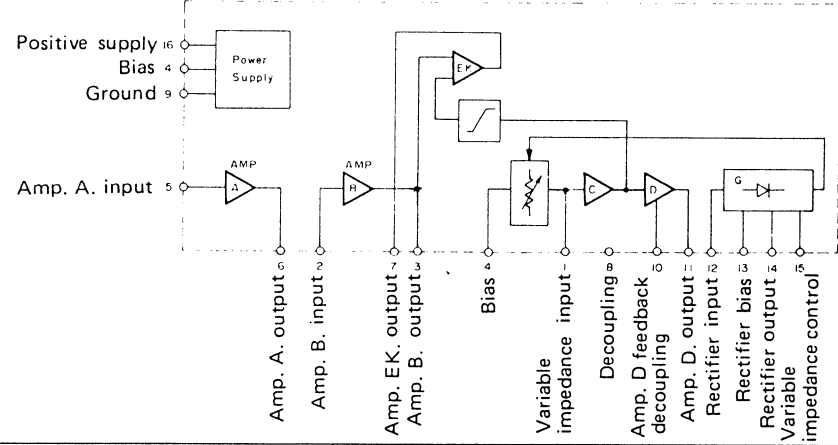 Positive supply 16
Bias 4
Ground 9
Power
Supply
EK
AMP
AMP
Amp. A. input 5
A
B
C
D
G
6
2
7
3
4
1
8
10
11
12
13
14
15
Amp. A. output
Amp. B. input
Amp. EK. output
Amp. B. output
Bias
Variable
impedance input
Decoupling
Amp. D feedback
decoupling
Amp. D. output
Rectifier input
Rectifier bias
Rectifier output
Variable
impedance control